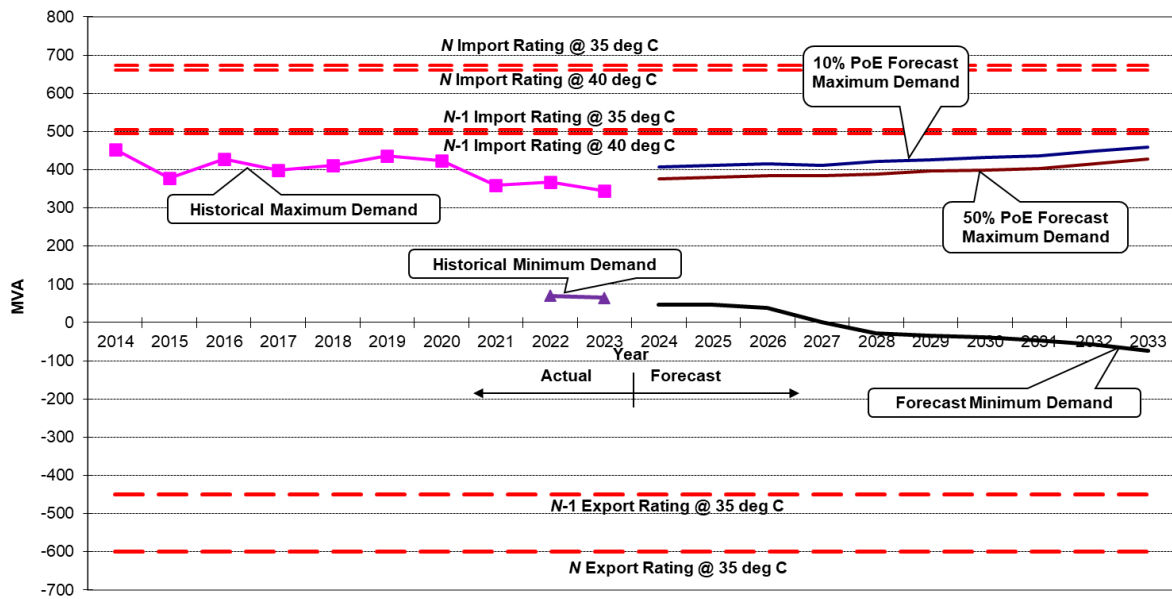 800
700
600
500
400
300
200
100
0
-100
-200
-300
-400
-500
-600
-700
MVA
N Import Rating @ 35 deg C
N Import Rating @ 40 deg C
N-1 Import Rating @ 35 deg C
N-1 Import Rating @ 40 deg C
10% PoE Forecast
Maximum Demand
Historical Maximum Demand
50% PoE Forecast
Maximum Demand
Historical Minimum Demand
2014 2015 2016 2017 2018 2019 2020 2021 2022 2023 2024 2025 2026 2027 2028 2029 2030 2031 2032 2033
Year
Actual Forecast
Forecast Minimum Demand
N-1 Export Rating @ 35 deg C
N Export Rating @ 35 deg C